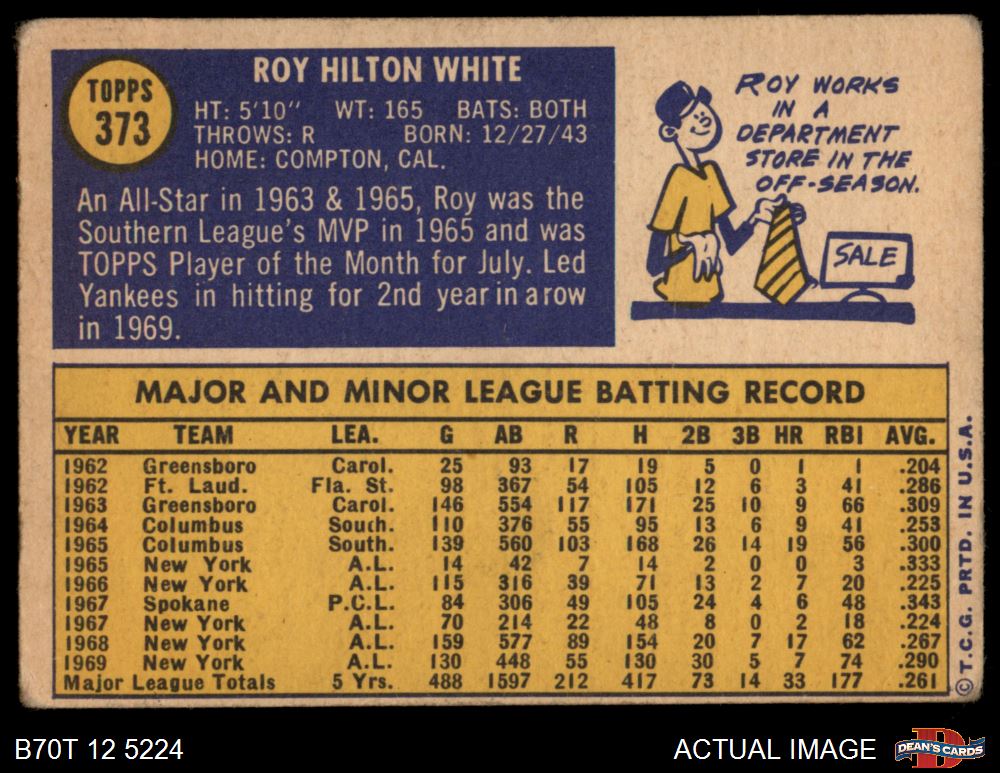 TOPPS
373
ROY HILTON WHITE
HT: 5'10" WT: 165 BATS: BOTH
THROWS: R BORN: 12/27/43
HOME: COMPTON, CAL.
An All-Star in 1963 & 1965, Roy was the
Southern League's MVP in 1965 and was
TOPPS Player of the Month for July. Led
Yankees in hitting for 2nd year in a row
in 1969.
ROY WORKS
IN A
DEPARTMENT
STORE IN THE
OFF-SEASON.
SALE
MAJOR AND MINOR LEAGUE BATTING RECORD
YEAR TEAM LEA. G AB R H 2B 3B HR RBI AVG.
1962 Greensboro Carol. 25 93 17 19 5 0 1 1 .204
1962 Ft. Laud. Fla. St. 98 367 54 105 12 6 3 41 .286
1963 Greensboro Carol. 146 554 117 171 25 10 9 66 .309
1964 Columbus South. 110 376 55 95 13 6 9 41 .253
1965 Columbus South. 139 560 103 168 26 14 19 56 .300
1965 New York A.L. 14 42 7 14 2 0 0 3 .333
1966 New York A.L. 115 316 39 71 13 2 7 20 .225
1967 Spokane P.C.L. 84 306 49 105 24 4 6 48 .343
1967 New York A.L. 70 214 22 48 8 0 2 18 .224
1968 New York A.L. 159 577 89 154 20 7 17 62 .267
1969 New York A.L. 130 448 55 130 30 5 7 74 .290
Major League Totals 5 Yrs. 488 1597 212 417 73 14 33 177 .261
© T.C.G. PRTD. IN U.S.A.
B70T 12 5224
ACTUAL IMAGE
D
DEAN'S CARDS